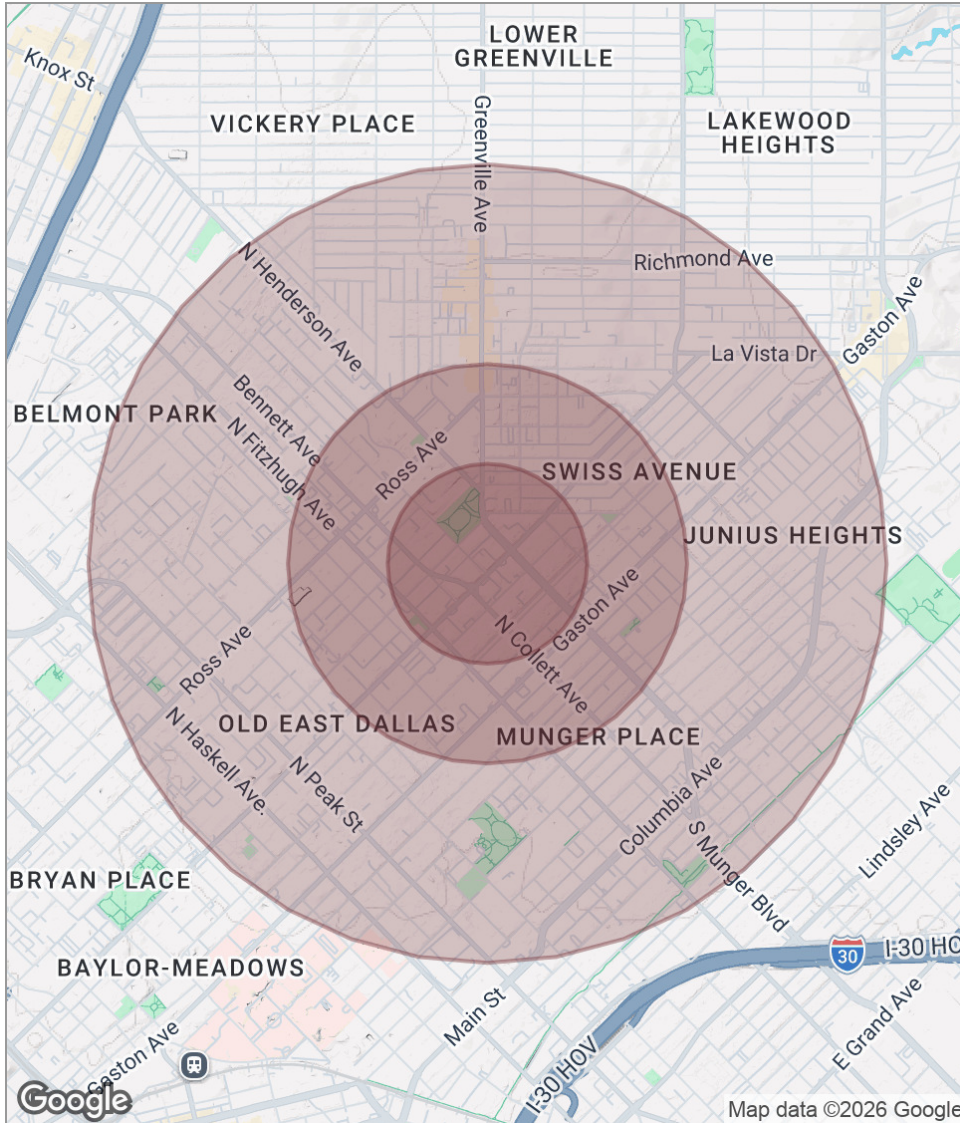 LOWER
GREENVILLE
Knox St
VICKERY PLACE
Greenville Ave
LAKEWOOD
HEIGHTS
N Henderson Ave
Richmond Ave
Gaston Ave
La Vista Dr
Bennett Ave
BELMONT PARK
N Fitzhugh Ave
Ross Ave
SWISS AVENUE
JUNIUS HEIGHTS
Gaston Ave
N Collett Ave
Ross Ave
OLD EAST DALLAS
MUNGER PLACE
N Haskell Ave.
N Peak St
Columbia Ave
S Munger Blvd
Lindsley Ave
BRYAN PLACE
BAYLOR-MEADOWS
30
I-30 HO
Main St
E Grand Ave
I-30 HOV
Gaston Ave
Google
Map data ©2026 Google